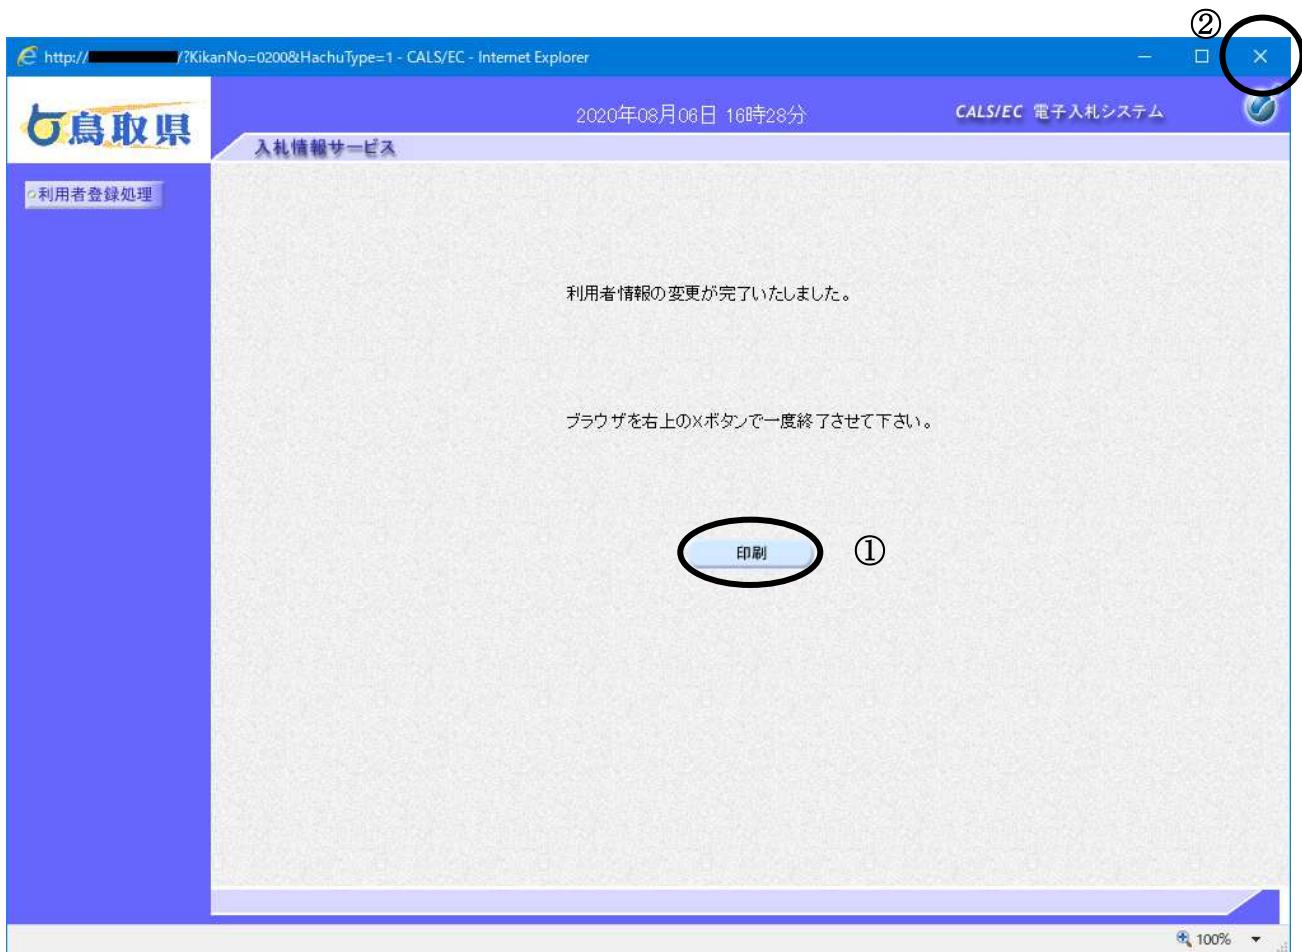 ②
http:// /?KikanNo=0200&HachuType=1 - CALS/EC - Internet Explorer
鳥取県
2020年08月06日 16時28分
CALS/EC 電子入札システム
入札情報サービス
利用者登録処理
利用者情報の変更が完了いたしました。
ブラウザを右上の×ボタンで一度終了させて下さい。
印刷
①
100%